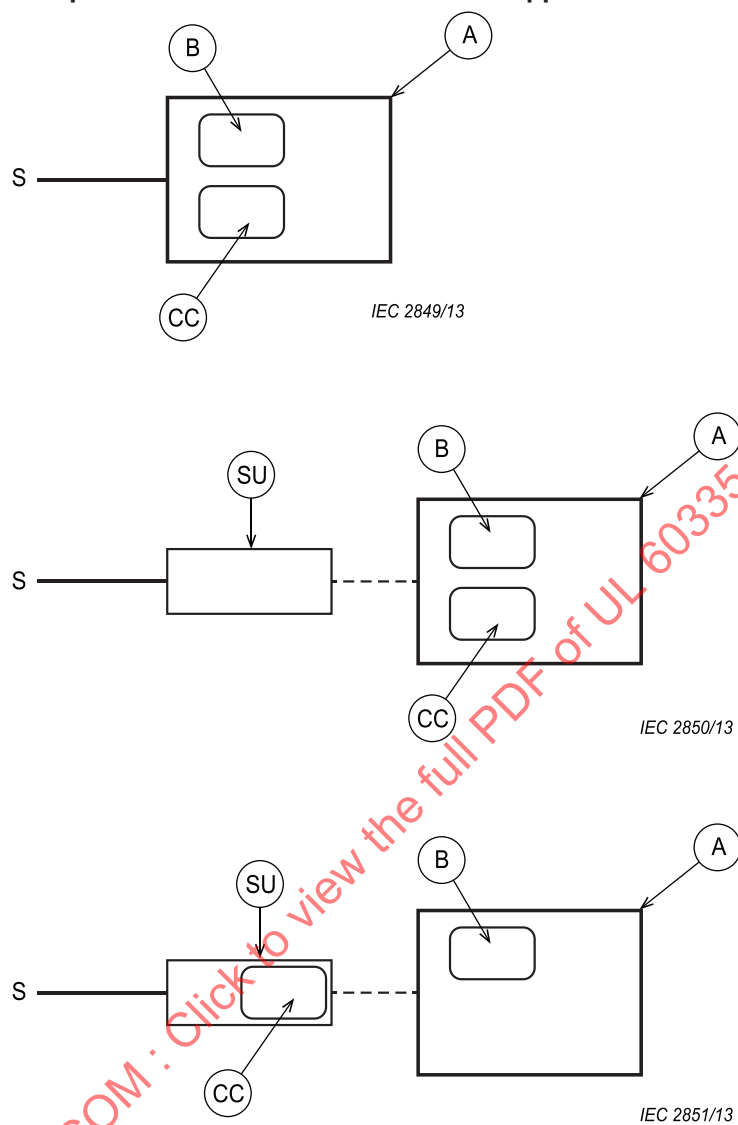 B
A
S
CC
IEC 2849/13
B
A
SU
S
CC
IEC 2850/13
B
A
SU
S
CC
IEC 2851/13
COM : Click to view the full PDF of UL 60335